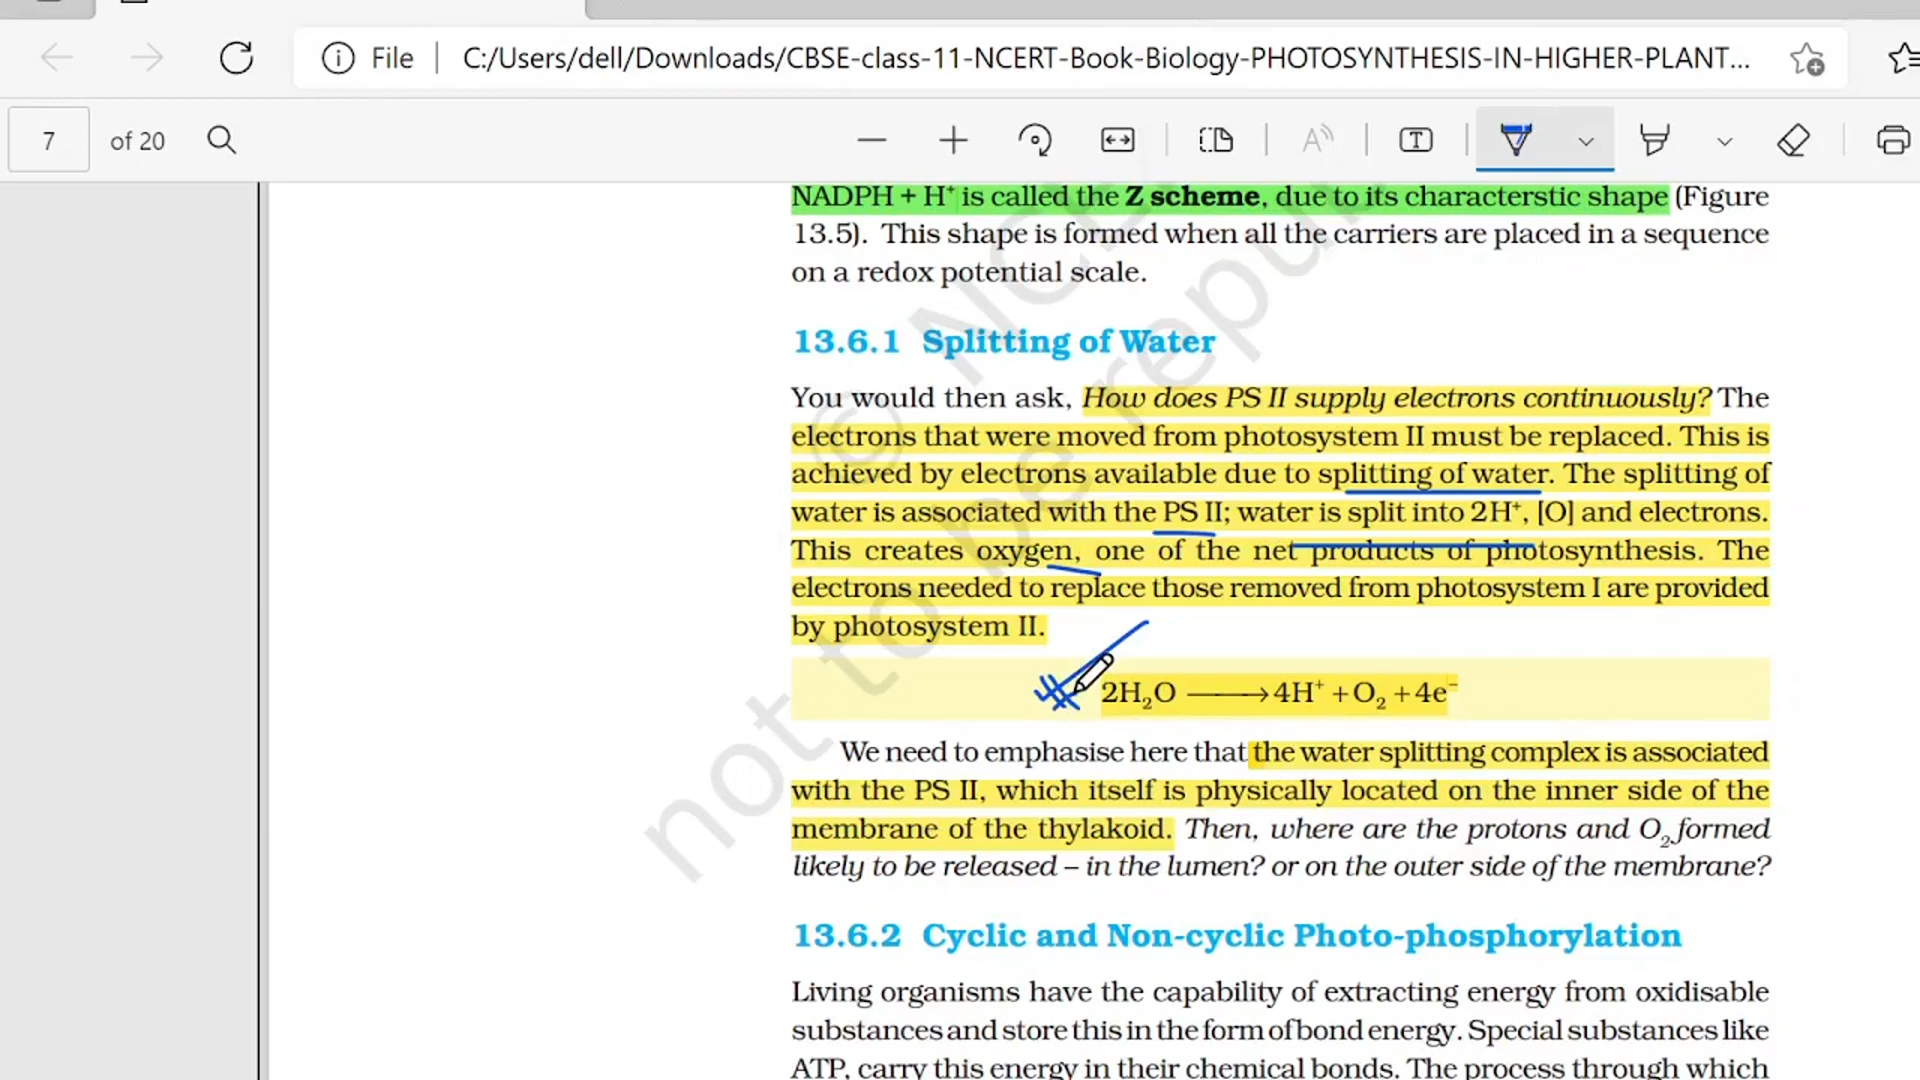 File | C:/Users/dell/Downloads/CBSE-class-11-NCERT-Book-Biology-PHOTOSYNTHESIS-IN-HIGHER-PLANT...
7 of 20
NADPH + H⁺ is called the Z scheme, due to its characterstic shape (Figure
13.5). This shape is formed when all the carriers are placed in a sequence
on a redox potential scale.
13.6.1 Splitting of Water
You would then ask, How does PS II supply electrons continuously? The
electrons that were moved from photosystem II must be replaced. This is
achieved by electrons available due to splitting of water. The splitting of
water is associated with the PS II; water is split into 2H⁺, [O] and electrons.
This creates oxygen, one of the net products of photosynthesis. The
electrons needed to replace those removed from photosystem I are provided
by photosystem II.
2H₂O ⟶ 4H⁺ + O₂ + 4e⁻
We need to emphasise here that the water splitting complex is associated
with the PS II, which itself is physically located on the inner side of the
membrane of the thylakoid. Then, where are the protons and O₂ formed
likely to be released – in the lumen? or on the outer side of the membrane?
13.6.2 Cyclic and Non-cyclic Photo-phosphorylation
Living organisms have the capability of extracting energy from oxidisable
substances and store this in the form of bond energy. Special substances like
ATP, carry this energy in their chemical bonds. The process through which
not to be repu
© NCE